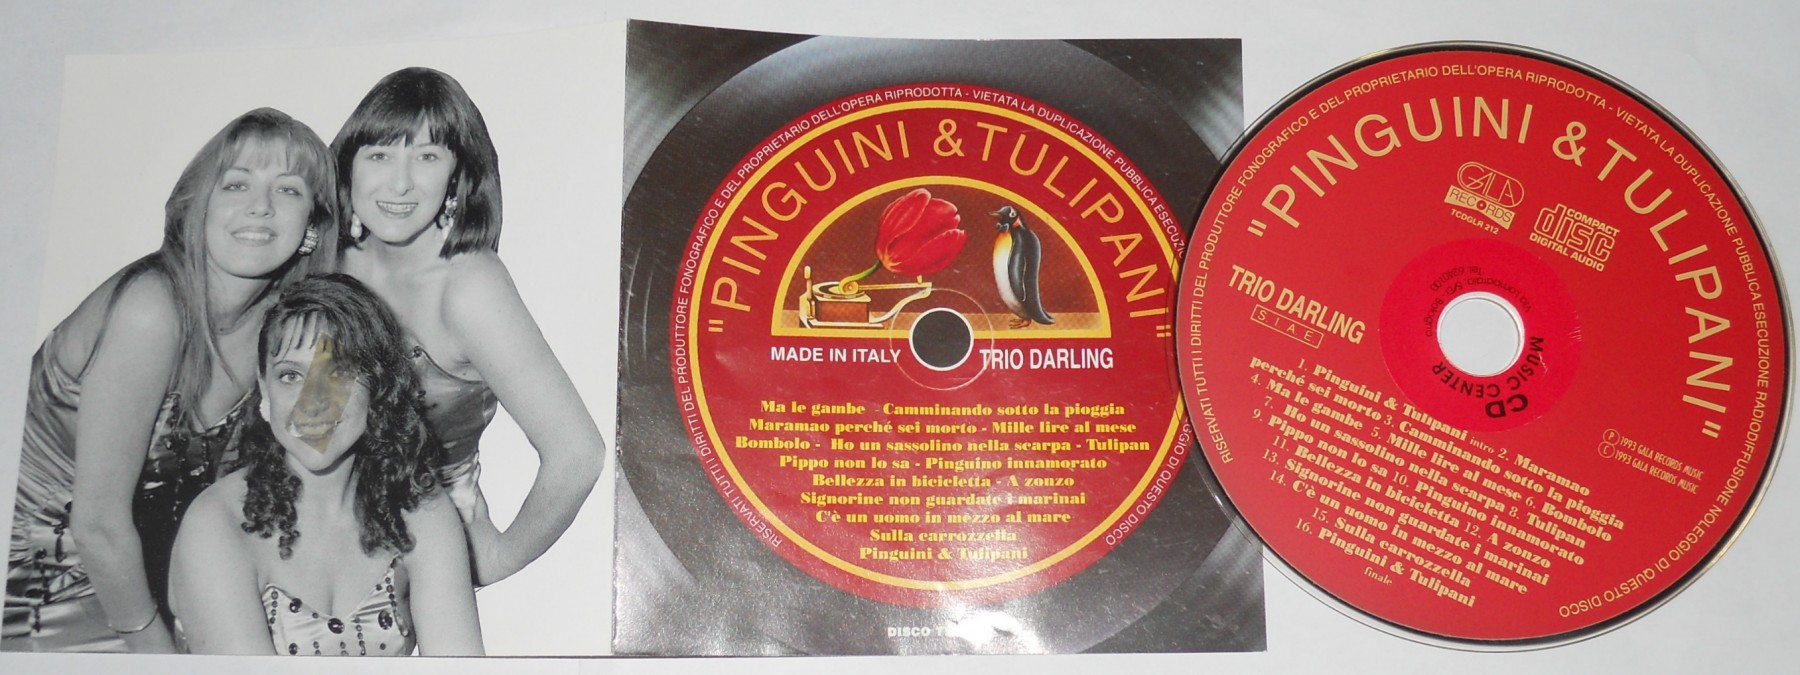 RISERVATI TUTTI I DIRITTI DEL PRODUTTORE FONOGRAFICO E DEL PROPRIETARIO DELL'OPERA RIPRODOTTA - VIETATA LA DUPLICAZIONE PUBBLICA ESECUZIO
EGGIO DI QUESTO DISCO
"PINGUINI & TULIPANI"
MADE IN ITALY TRIO DARLING
Ma le gambe - Camminando sotto la pioggia
Maramao perché sei morto - Mille lire al mese
Bombolo - Ho un sassolino nella scarpa - Tulipan
Pippo non lo sa - Pinguino innamorato
Bellezza in bicicletta - A zonzo
Signorine non guardate i marinai
C'è un uomo in mezzo al mare
Sulla carrozzella
Pinguini & Tulipani
DISCO
RISERVATI TUTTI I DIRITTI DEL PRODUTTORE FONOGRAFICO E DEL PROPRIETARIO DELL'OPERA RIPRODOTTA - VIETATA LA DUPLICAZIONE PUBBLICA ESECUZIONE RADIODIFFUSIONE NOLEGGIO DI QUESTO DISCO
"PINGUINI & TULIPANI"
GALA
RECORDS
TCDGLR 212
COMPACT
disc
DIGITAL AUDIO
TRIO DARLING
S.I.A.E.
CD
MUSIC CENTER
1. Pinguini & Tulipani intro 2. Maramao
perché sei morto 3. Camminando sotto la pioggia
4. Ma le gambe 5. Mille lire al mese 6. Bombolo
7. Ho un sassolino nella scarpa 8. Tulipan
9. Pippo non lo sa 10. Pinguino innamorato
11. Bellezza in bicicletta 12. A zonzo
13. Signorine non guardate i marinai
14. C'è un uomo in mezzo al mare
15. Sulla carrozzella
16. Pinguini & Tulipani
finale
Ⓟ 1993 GALA RECORDS MUSIC
Ⓒ 1993 GALA RECORDS MUSIC